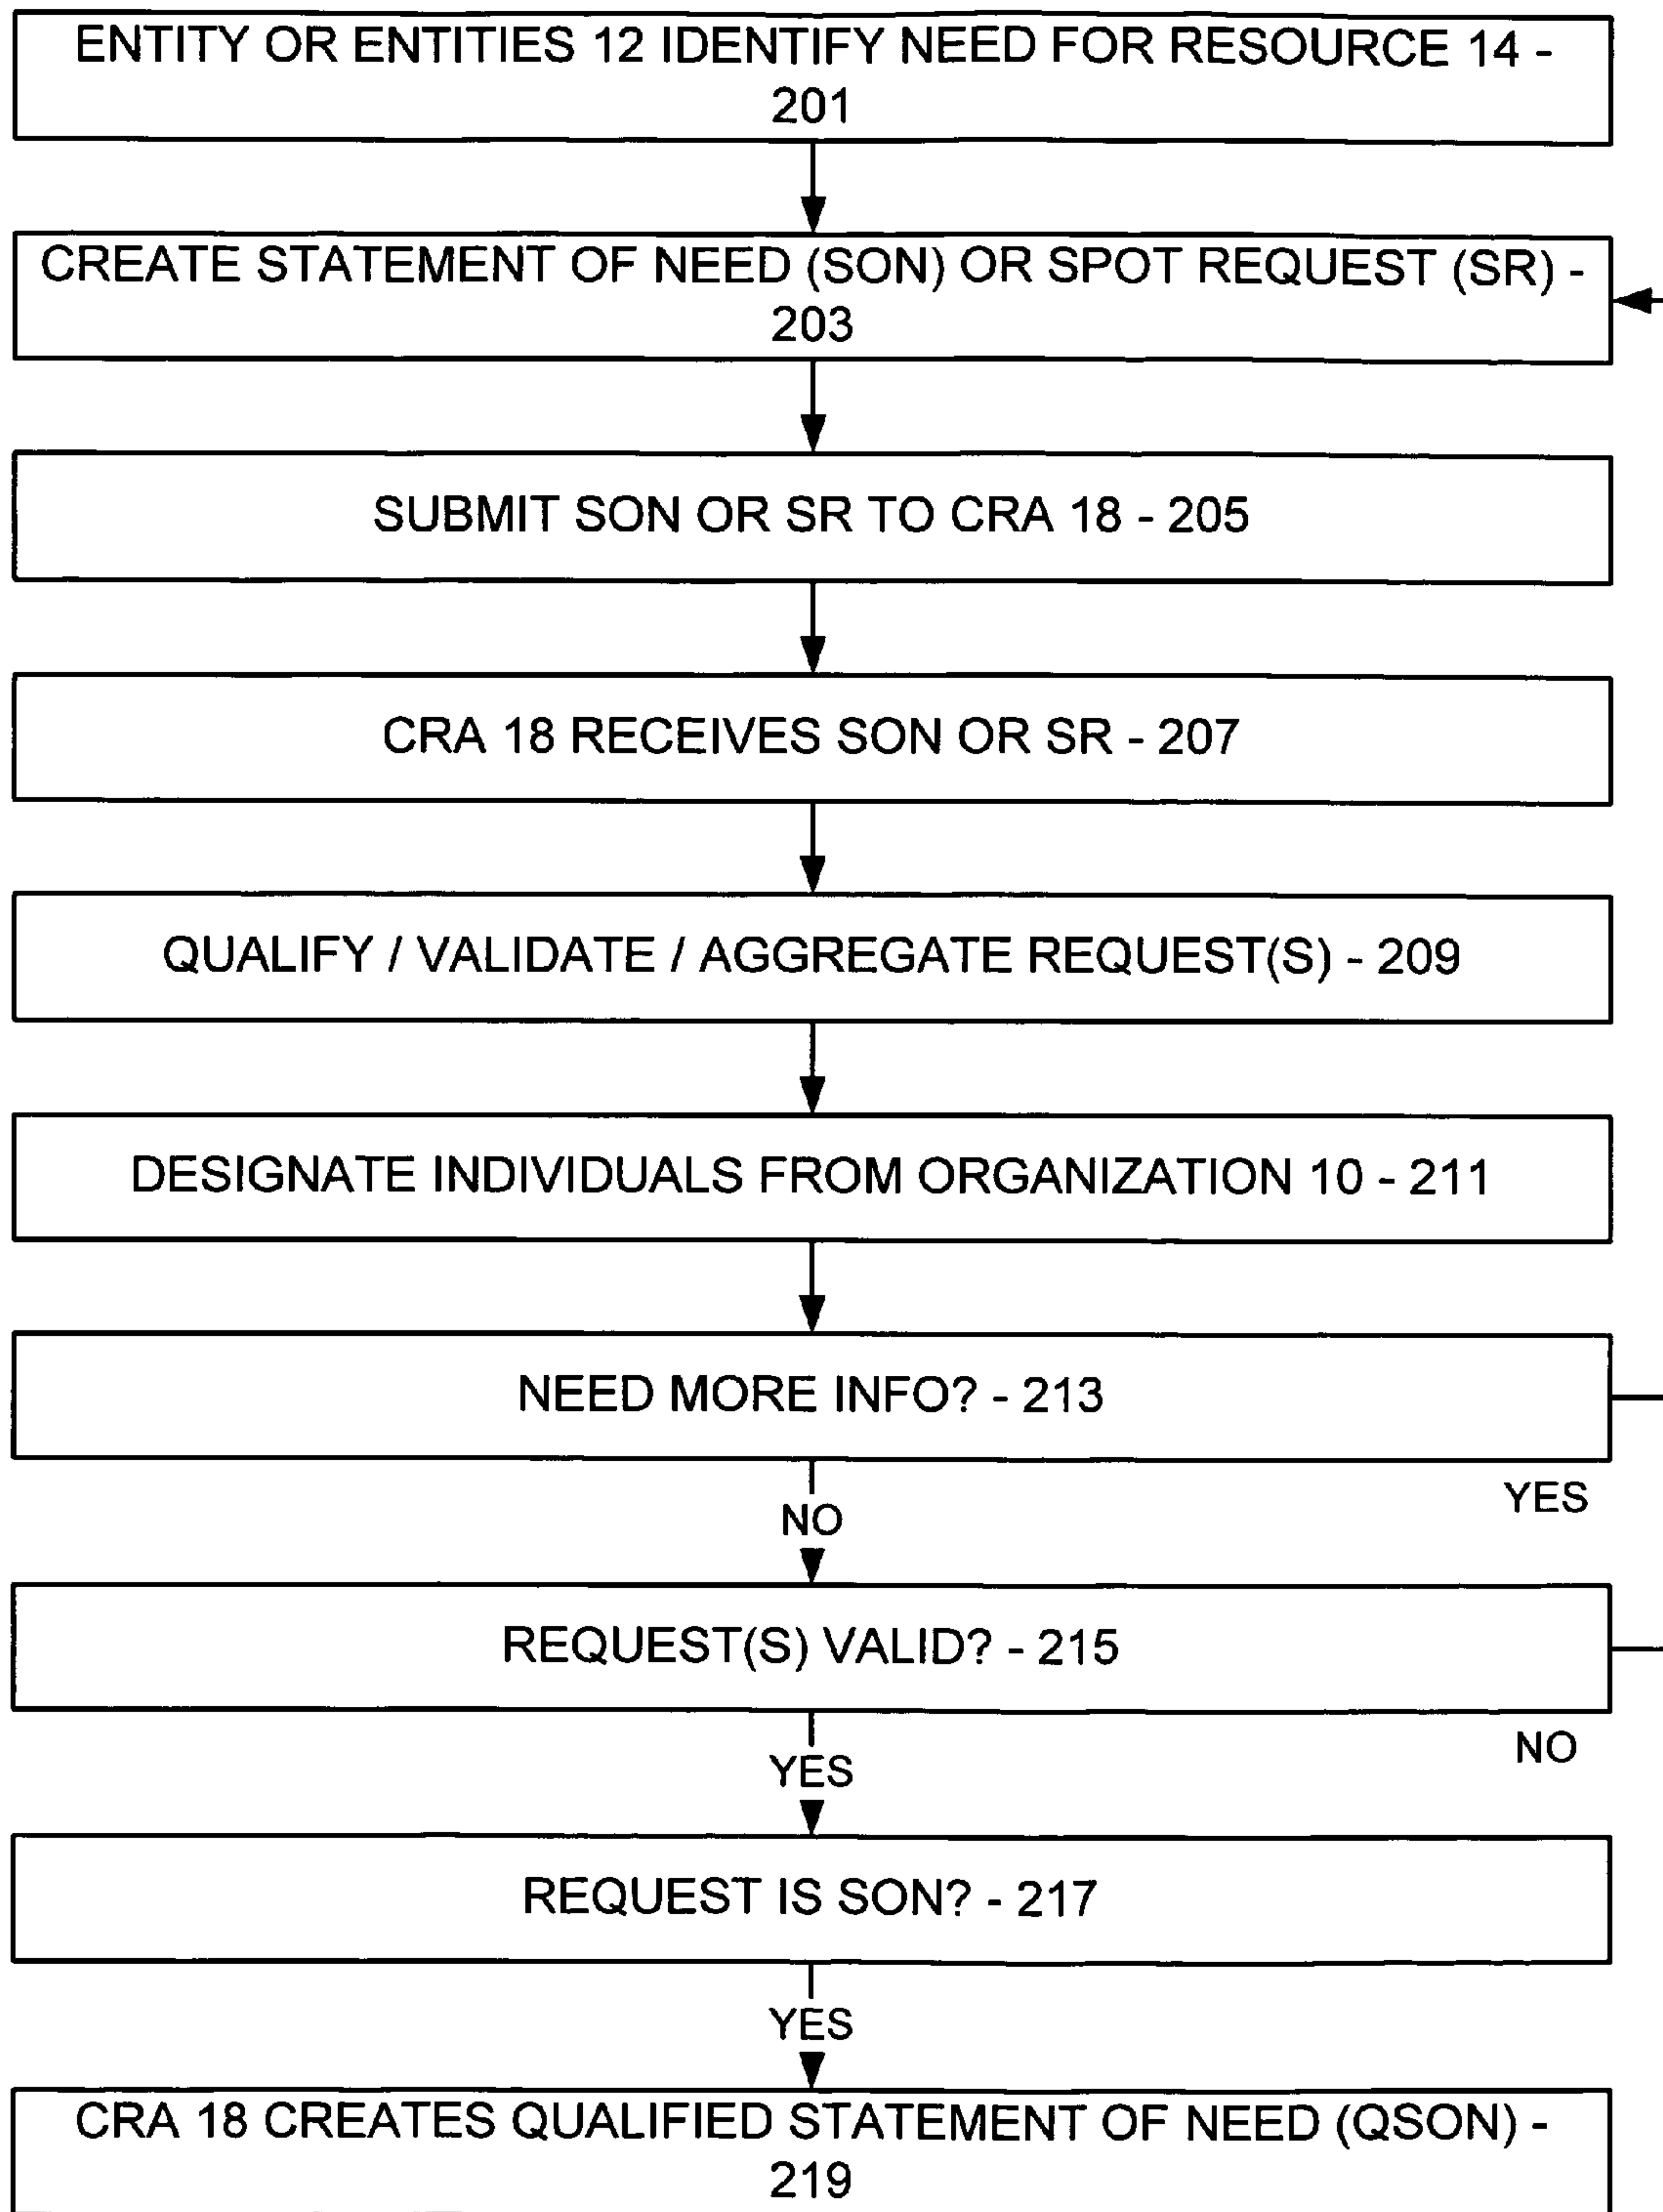 ENTITY OR ENTITIES 12 IDENTIFY NEED FOR RESOURCE 14 -
201
CREATE STATEMENT OF NEED (SON) OR SPOT REQUEST (SR) -
203
SUBMIT SON OR SR TO CRA 18 - 205
CRA 18 RECEIVES SON OR SR - 207
QUALIFY / VALIDATE / AGGREGATE REQUEST(S) - 209
DESIGNATE INDIVIDUALS FROM ORGANIZATION 10 - 211
NEED MORE INFO? - 213
YES
NO
REQUEST(S) VALID? - 215
NO
YES
REQUEST IS SON? - 217
YES
CRA 18 CREATES QUALIFIED STATEMENT OF NEED (QSON) -
219